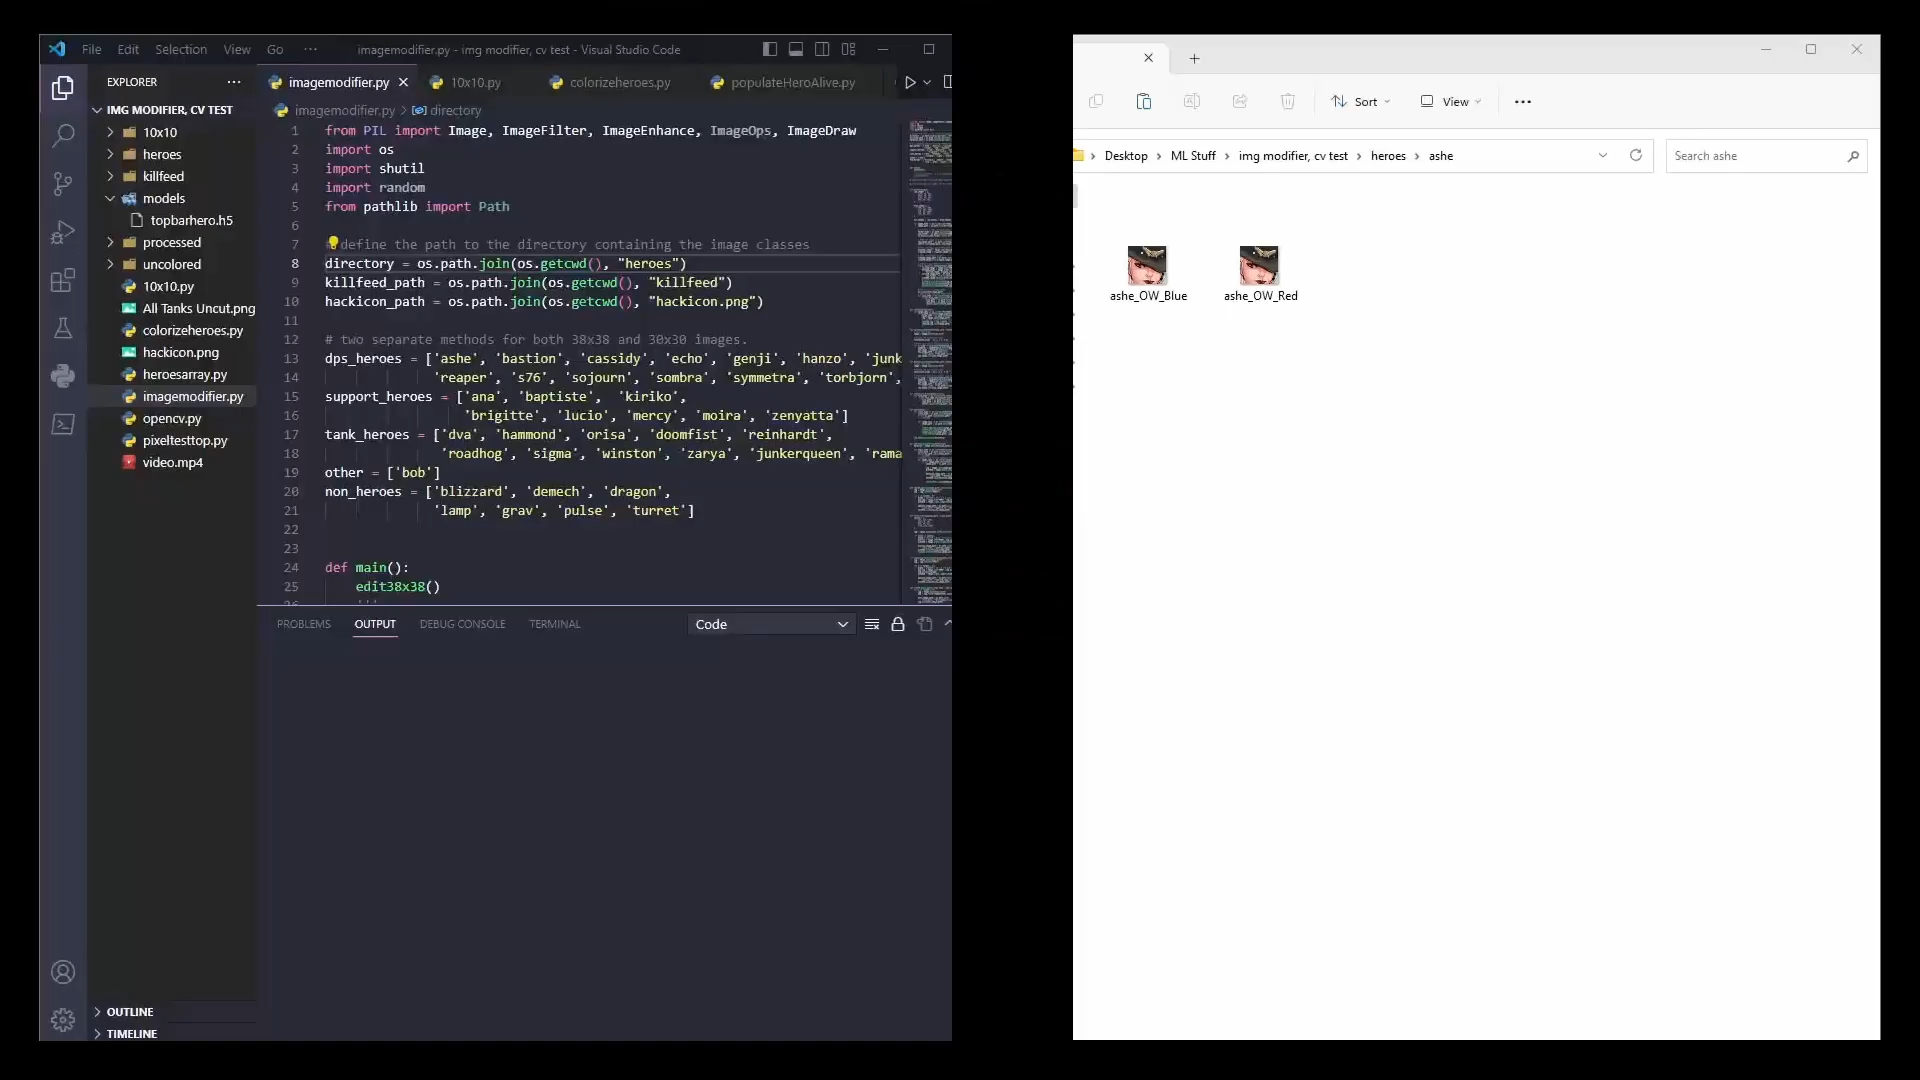 File Edit Selection View Go ··· imagemodifier.py - img modifier, cv test - Visual Studio Code
EXPLORER ···
IMG MODIFIER, CV TEST
10x10
heroes
killfeed
models
topbarhero.h5
processed
uncolored
10x10.py
All Tanks Uncut.png
colorizeheroes.py
hackicon.png
heroesarray.py
imagemodifier.py
opencv.py
pixeltesttop.py
video.mp4
OUTLINE
TIMELINE
imagemodifier.py 10x10.py colorizeheroes.py populateHeroAlive.py
imagemodifier.py > directory
1 from PIL import Image, ImageFilter, ImageEnhance, ImageOps, ImageDraw
2 import os
3 import shutil
4 import random
5 from pathlib import Path
6
7 #define the path to the directory containing the image classes
8 directory = os.path.join(os.getcwd(), "heroes")
9 killfeed_path = os.path.join(os.getcwd(), "killfeed")
10 hackicon_path = os.path.join(os.getcwd(), "hackicon.png")
11
12 # two separate methods for both 38x38 and 30x30 images.
13 dps_heroes = ['ashe', 'bastion', 'cassidy', 'echo', 'genji', 'hanzo', 'junk
14 'reaper', 's76', 'sojourn', 'sombra', 'symmetra', 'torbjorn',
15 support_heroes = ['ana', 'baptiste', 'kiriko',
16 'brigitte', 'lucio', 'mercy', 'moira', 'zenyatta']
17 tank_heroes = ['dva', 'hammond', 'orisa', 'doomfist', 'reinhardt',
18 'roadhog', 'sigma', 'winston', 'zarya', 'junkerqueen', 'rama
19 other = ['bob']
20 non_heroes = ['blizzard', 'demech', 'dragon',
21 'lamp', 'grav', 'pulse', 'turret']
22
23
24 def main():
25 edit38x38()
PROBLEMS OUTPUT DEBUG CONSOLE TERMINAL Code
Sort View ···
Desktop > ML Stuff > img modifier, cv test > heroes > ashe Search ashe
ashe_OW_Blue ashe_OW_Red